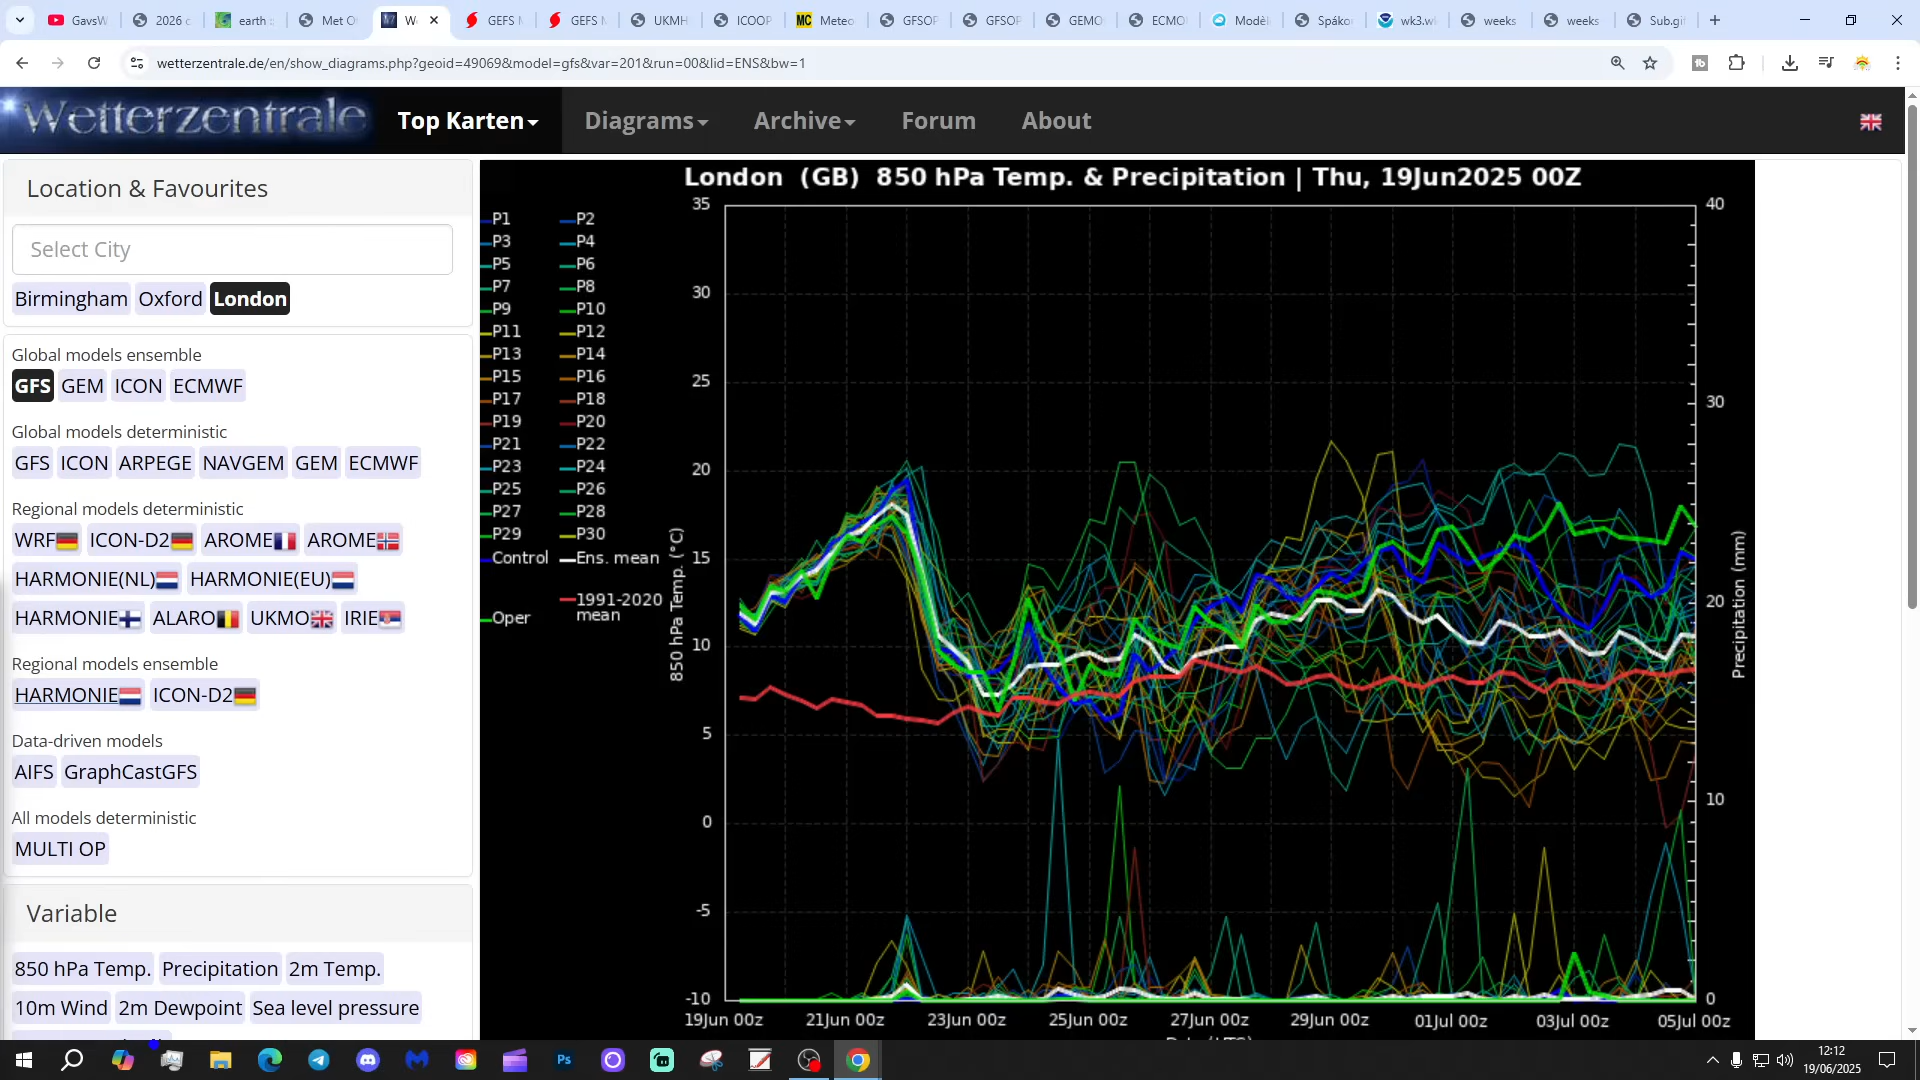 GavsW
2026 c
earth :
Met O
W
GEFS M
GEFS M
UKMH
ICOOP
MC Meteo
GFSOP
GFSOP
GEMO
ECMO
Modèl
Spáko
wk3.w
weeks
weeks
Sub.gi
wetterzentrale.de/en/show_diagrams.php?geoid=49069&model=gfs&var=201&run=00&lid=ENS&bw=1
Wetterzentrale
Top Karten
Diagrams
Archive
Forum
About
Location & Favourites
Select City
Birmingham Oxford London
Global models ensemble
GFS GEM ICON ECMWF
Global models deterministic
GFS ICON ARPEGE NAVGEM GEM ECMWF
Regional models deterministic
WRF ICON-D2 AROME AROME
HARMONIE(NL) HARMONIE(EU)
HARMONIE ALARO UKMO IRIE
Regional models ensemble
HARMONIE ICON-D2
Data-driven models
AIFS GraphCastGFS
All models deterministic
MULTI OP
Variable
850 hPa Temp. Precipitation 2m Temp.
10m Wind 2m Dewpoint Sea level pressure
London (GB) 850 hPa Temp. & Precipitation | Thu, 19Jun2025 00Z
P1 P2
P3 P4
P5 P6
P7 P8
P9 P10
P11 P12
P13 P14
P15 P16
P17 P18
P19 P20
P21 P22
P23 P24
P25 P26
P27 P28
P29 P30
Control Ens. mean
Oper 1991-2020
mean
850 hPa Temp. (°C)
35
30
25
20
15
10
5
0
-5
-10
40
30
20
10
0
Precipitation (mm)
19Jun 00z 21Jun 00z 23Jun 00z 25Jun 00z 27Jun 00z 29Jun 00z 01Jul 00z 03Jul 00z 05Jul 00z
Ps
12:12
19/06/2025